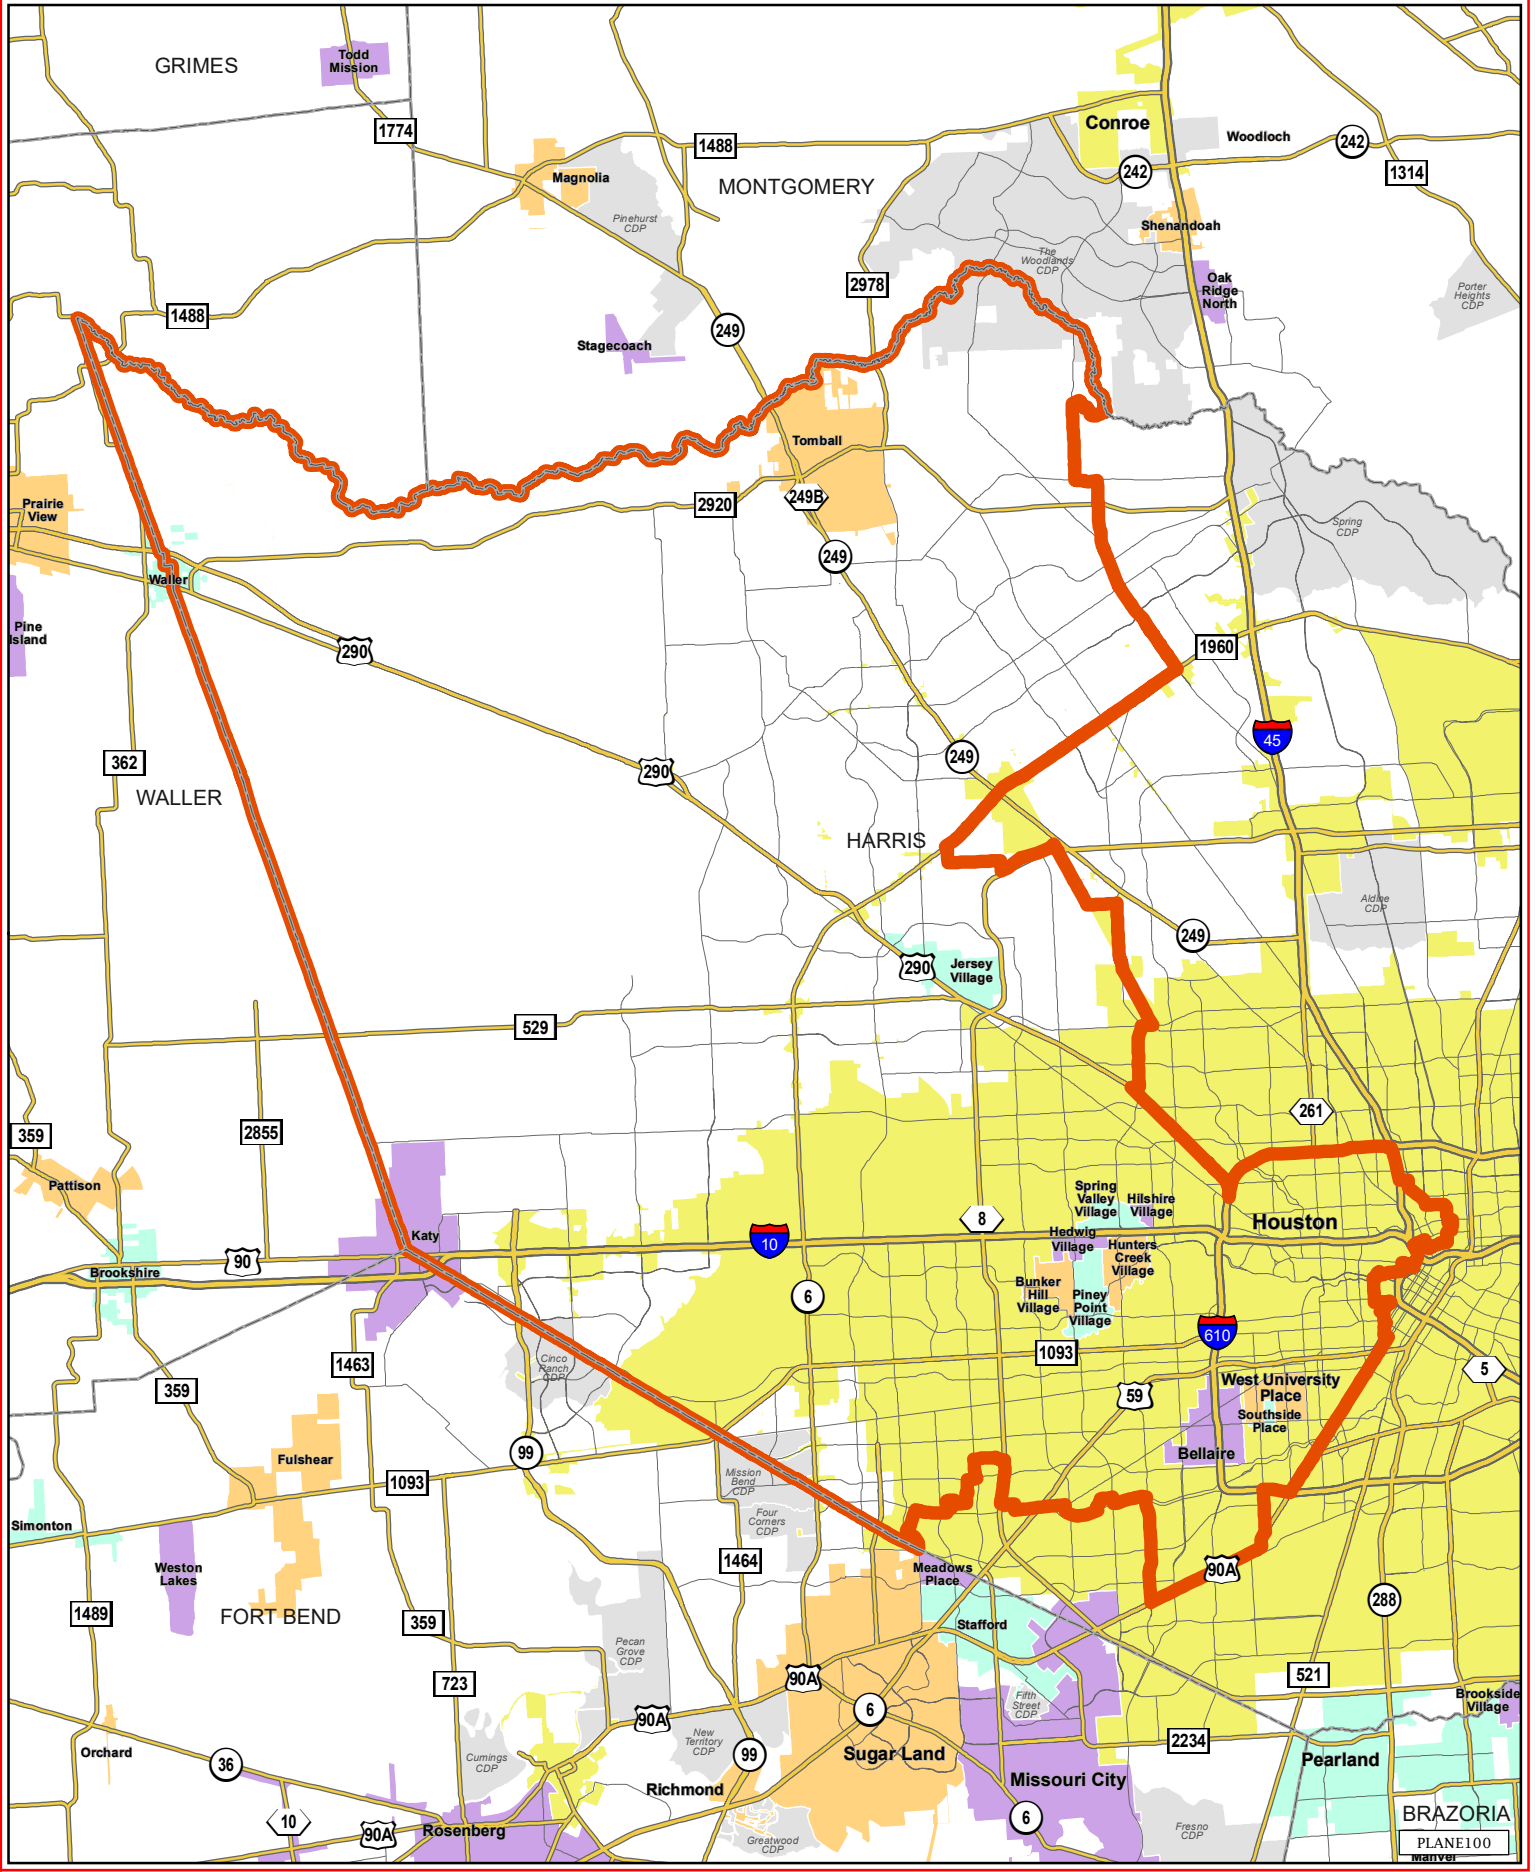 GRIMES
Todd
Mission
1774
1488
Conroe
Woodloch
242
242
1314
Magnolia
MONTGOMERY
Pinehurst
CDP
Shenandoah
The
Woodlands
CDP
Oak
Ridge
North
Porter
Heights
CDP
2978
1488
249
Stagecoach
Tomball
Prairie
View
2920
249B
Spring
CDP
249
Waller
Pine
Island
290
1960
45
249
362
290
WALLER
HARRIS
Aldine
CDP
249
290
Jersey
Village
529
261
359
2855
Pattison
Spring
Valley
Village
Hilshire
Village
8
Houston
Katy
10
Hedwig
Village
Hunters
Creek
Village
90
Brookshire
Bunker
Hill
Village
Piney
Point
Village
6
610
1093
1463
Cinco
Ranch
CDP
5
359
59
West University
Place
Southside
Place
99
Bellaire
Fulshear
1093
Mission
Bend
CDP
Four
Corners
CDP
Simonton
1464
Weston
Lakes
Meadows
Place
90A
288
1489
FORT BEND
359
Stafford
Pecan
Grove
CDP
723
90A
521
Fifth
Street
CDP
Brookside
Village
6
90A
New
Territory
CDP
2234
Orchard
36
Cumings
CDP
99
Sugar Land
Pearland
Richmond
Missouri City
10
90A
Rosenberg
6
BRAZORIA
Greatwood
CDP
Fresno
CDP
PLANE100
Manvel